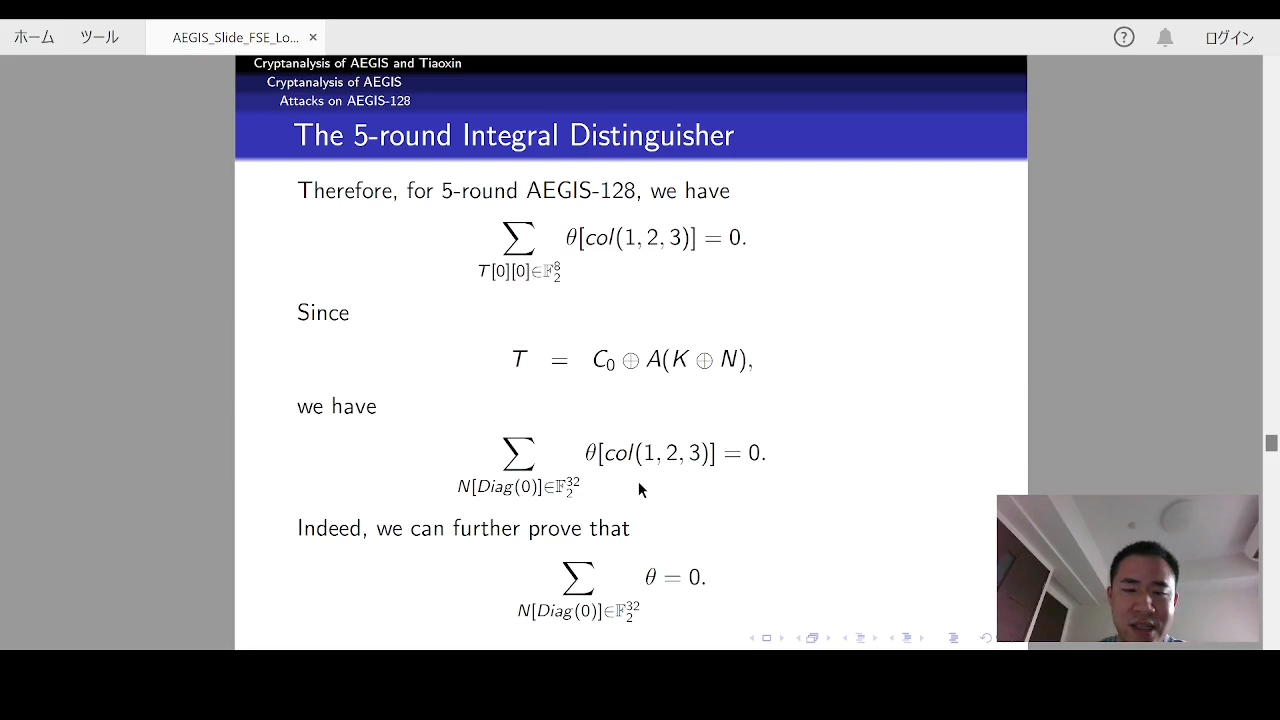 ホーム ツール AEGIS_Slide_FSE_Lo... × ? ログイン
Cryptanalysis of AEGIS and Tiaoxin
Cryptanalysis of AEGIS
Attacks on AEGIS-128
The 5-round Integral Distinguisher
Therefore, for 5-round AEGIS-128, we have
∑ θ[col(1, 2, 3)] = 0.
T[0][0]∈𝔽₂⁸
Since
T = C₀ ⊕ A(K ⊕ N),
we have
∑ θ[col(1, 2, 3)] = 0.
N[Diag(0)]∈𝔽₂³²
Indeed, we can further prove that
∑ θ = 0.
N[Diag(0)]∈𝔽₂³²